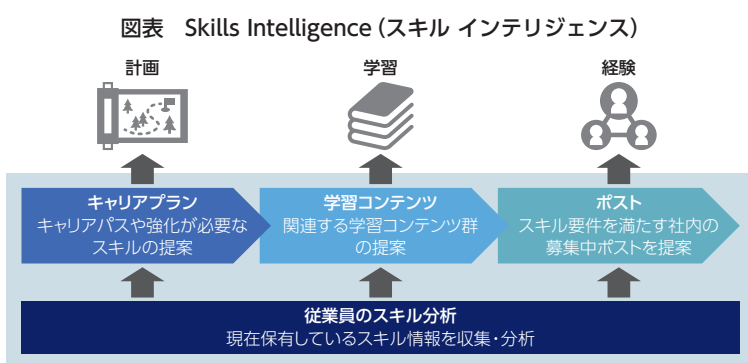 図表　Skills Intelligence（スキル インテリジェンス）
計画
学習
経験
キャリアプラン
キャリアパスや強化が必要な
スキルの提案
学習コンテンツ
関連する学習コンテンツ群
の提案
ポスト
スキル要件を満たす社内の
募集中ポストを提案
従業員のスキル分析
現在保有しているスキル情報を収集・分析